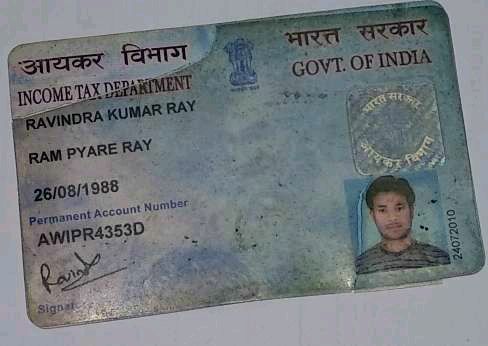 आयकर विभाग
भारत सरकार
INCOME TAX DEPARTMENT
GOVT. OF INDIA
RAVINDRA KUMAR RAY
RAM PYARE RAY
26/08/1988
Permanent Account Number
AWIPR4353D
Signat
भारत सरकार
आयकर विभाग
24072010